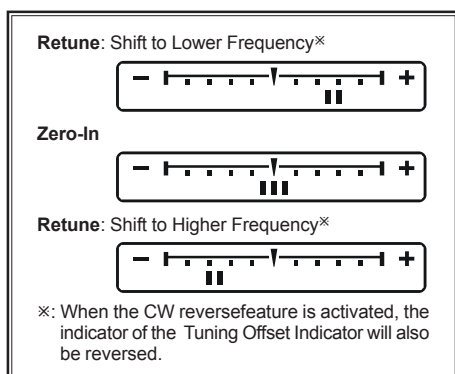 Retune: Shift to Lower Frequency※
− +
Zero-In
− +
Retune: Shift to Higher Frequency※
− +
※: When the CW reversefeature is activated, the
indicator of the Tuning Offset Indicator will also
be reversed.